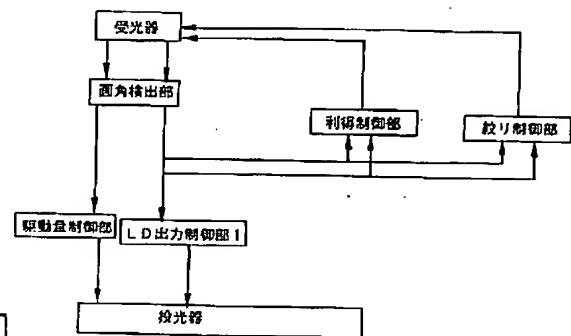 受光器
画角検出部
利得制御部
絞り制御部
駆動量制御部
LD出力制御部1
投光器